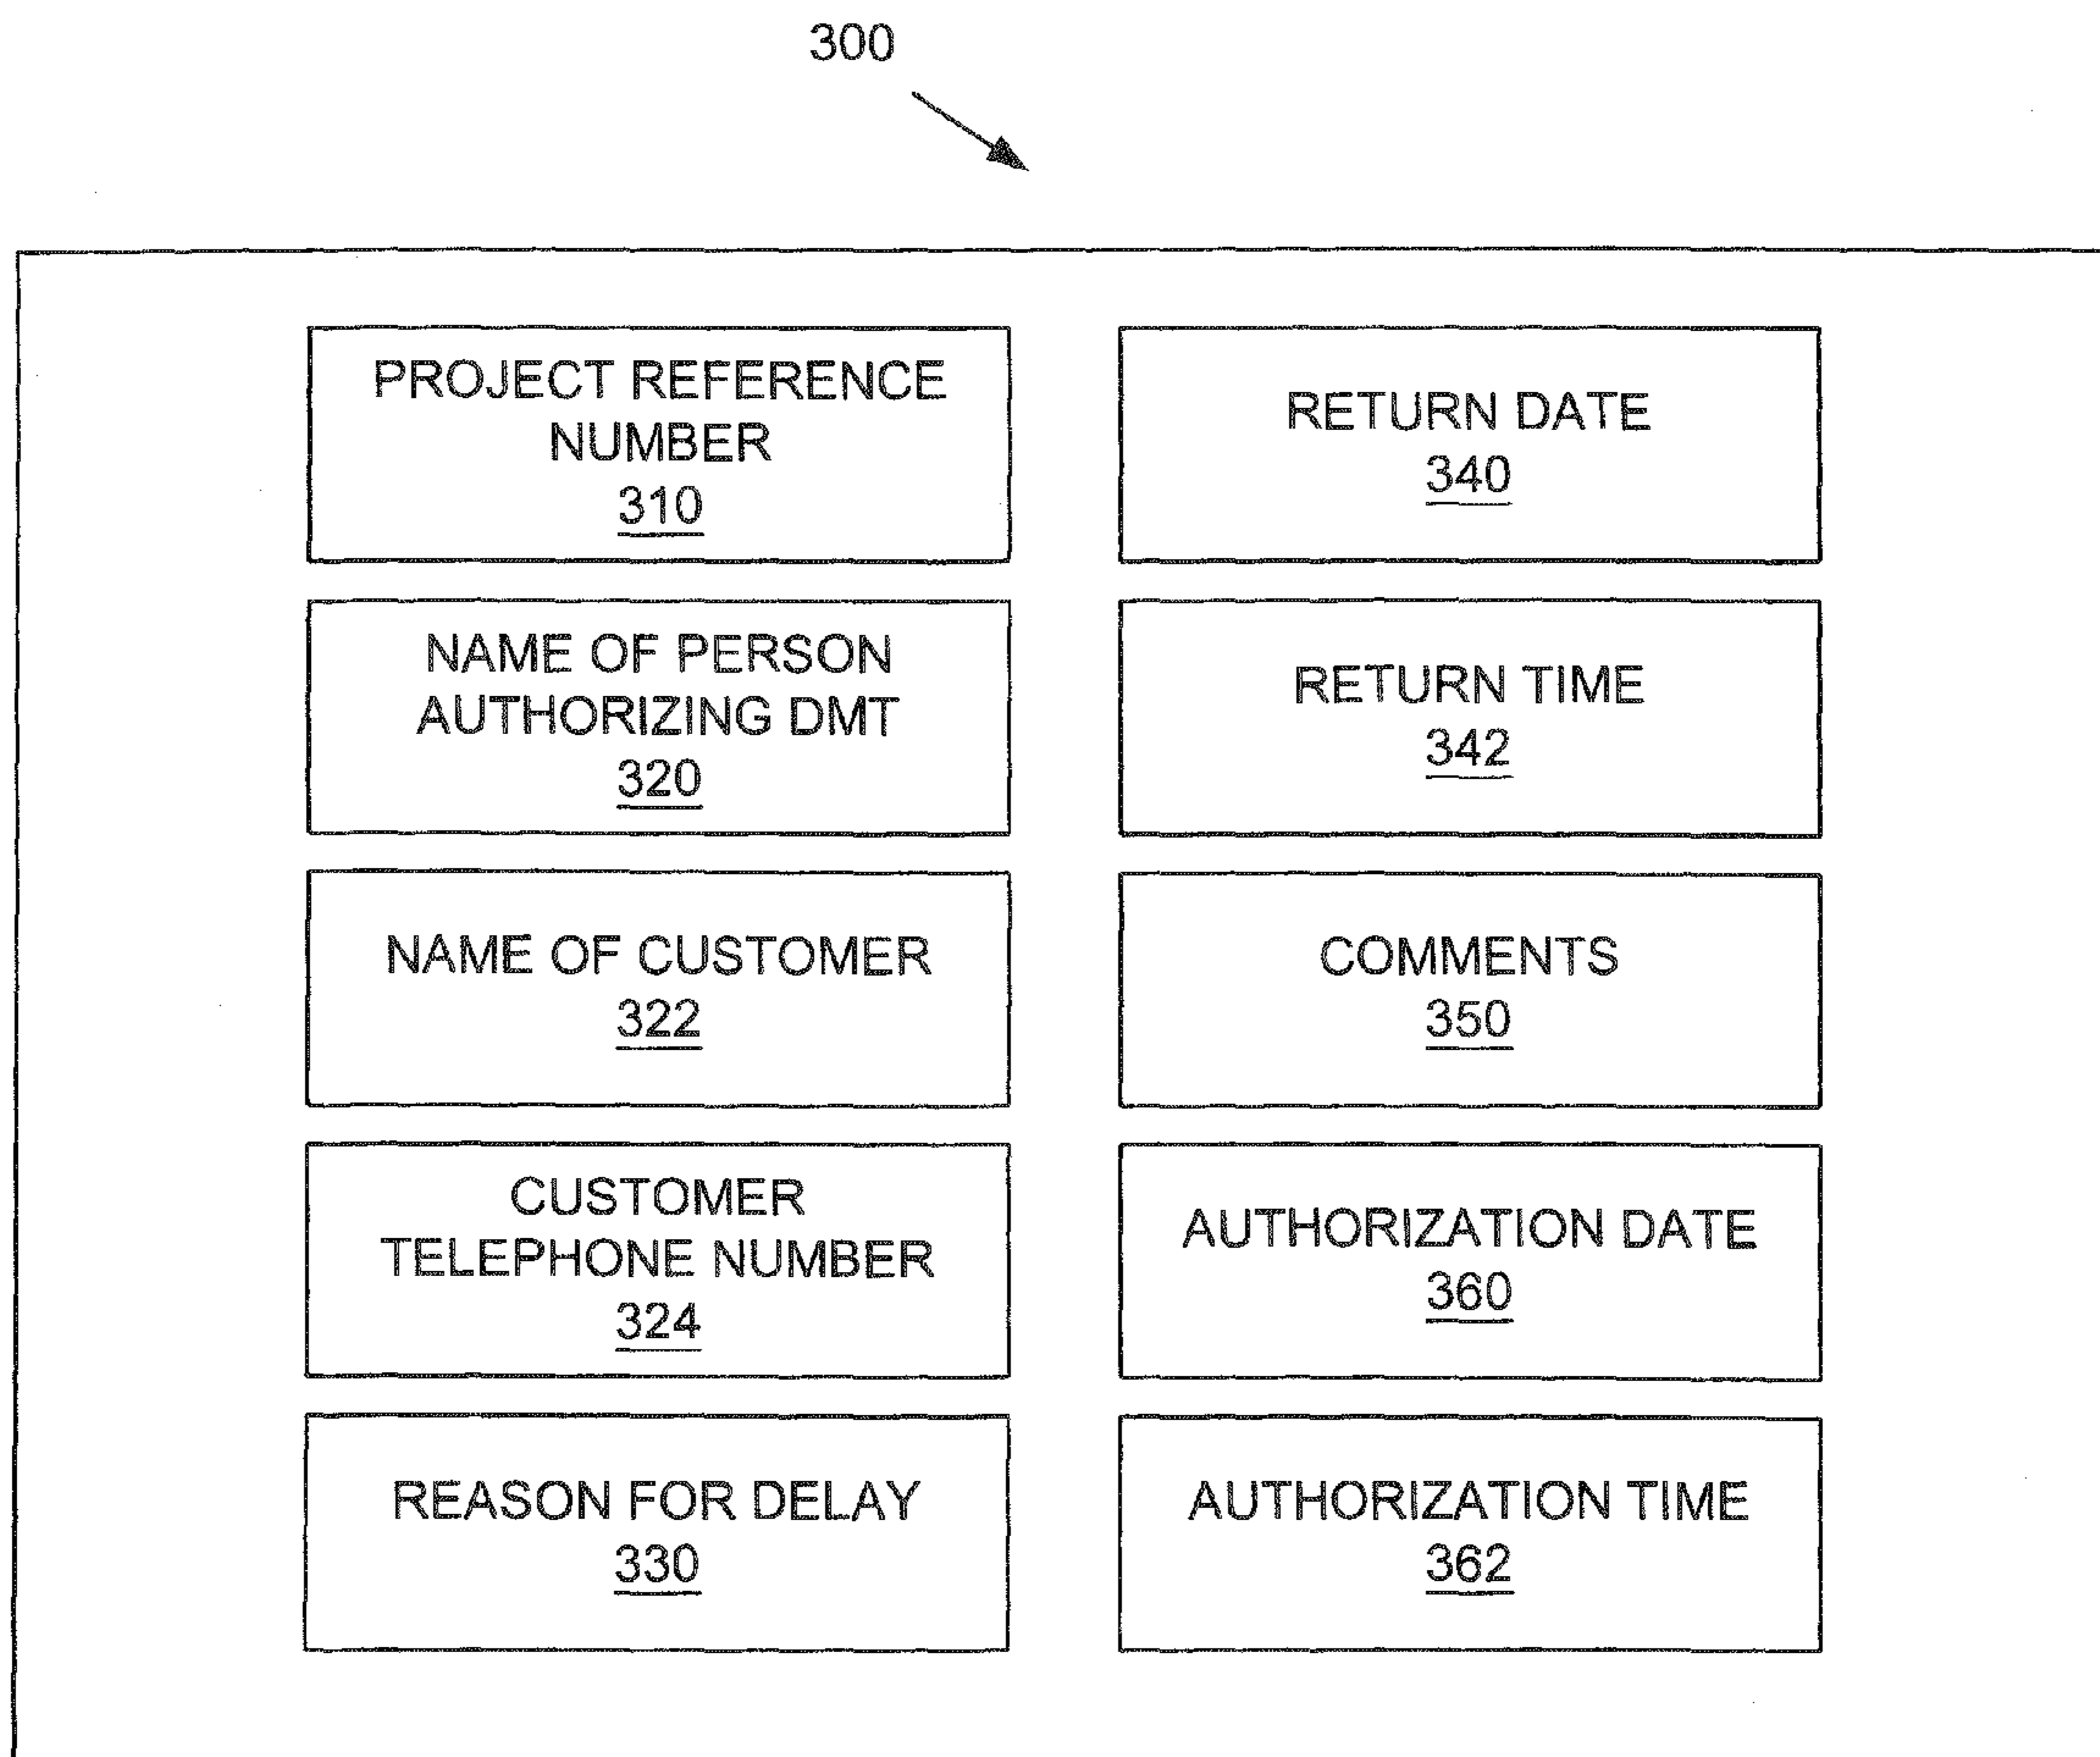 300
PROJECT REFERENCE
NUMBER
310
NAME OF PERSON
AUTHORIZING DMT
320
NAME OF CUSTOMER
322
CUSTOMER
TELEPHONE NUMBER
324
REASON FOR DELAY
330
RETURN DATE
340
RETURN TIME
342
COMMENTS
350
AUTHORIZATION DATE
360
AUTHORIZATION TIME
362